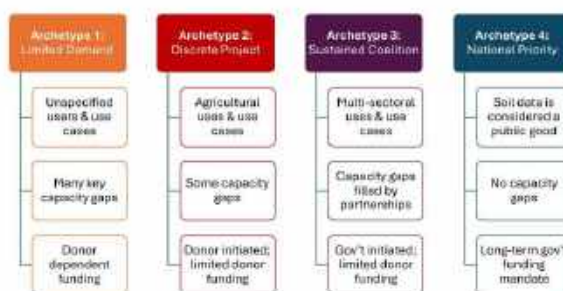 Archetype 1:
Limited Demand
Unspecified
users & use
cases
Many key
capacity gaps
Donor
dependent
funding
Archetype 2:
Discrete Project
Agricultural
uses & use
cases
Some capacity
gaps
Donor initiated;
limited donor
funding
Archetype 3:
Sustained Coalition
Multi-sectoral
uses & use
cases
Capacity gaps
filled by
partnerships
Gov't initiated;
limited donor
funding
Archetype 4:
National Priority
Soil data is
considered a
public good
No capacity
gaps
Long-term gov't
funding
mandate